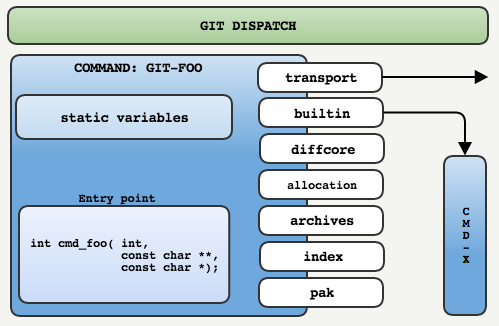 GIT DISPATCH
COMMAND: GIT-FOO
static variables
Entry point
int cmd_foo( int,
const char **,
const char *);
transport
builtin
diffcore
allocation
archives
index
pak
C
M
D
-
X